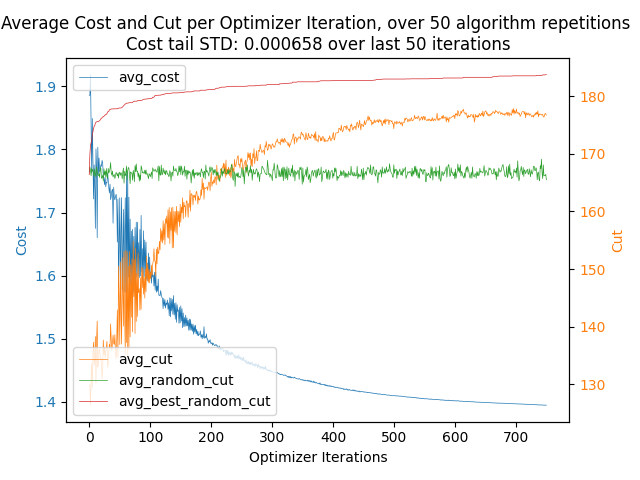 Average Cost and Cut per Optimizer Iteration, over 50 algorithm repetitions
Cost tail STD: 0.000658 over last 50 iterations
avg_cost
1.9
1.8
1.7
1.6
1.5
1.4
Cost
180
170
160
150
140
130
Cut
avg_cut
avg_random_cut
avg_best_random_cut
0 100 200 300 400 500 600 700
Optimizer Iterations